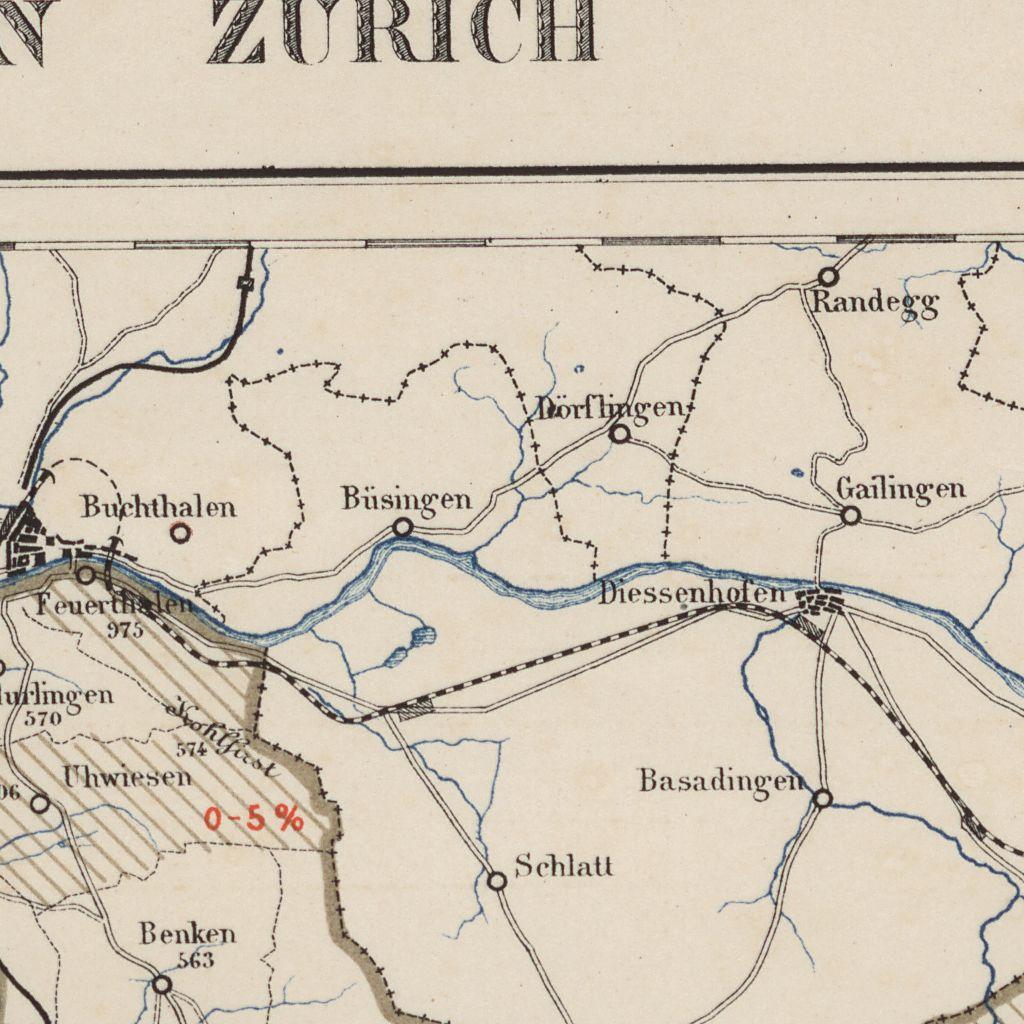 N ZÜRICH
Randegg
Dörflingen
Gailingen
Büsingen
Buchthalen
Diessenhofen
Feuerthalen
975
570
Kohlfirst
574
Uhwiesen
Basadingen
0-5%
Schlatt
Benken
563